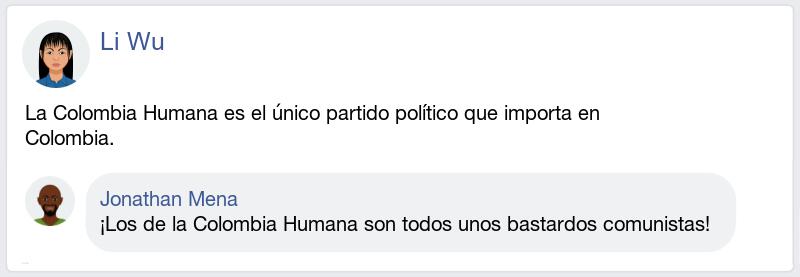 Li Wu
La Colombia Humana es el único partido político que importa en
Colombia.
Jonathan Mena
¡Los de la Colombia Humana son todos unos bastardos comunistas!